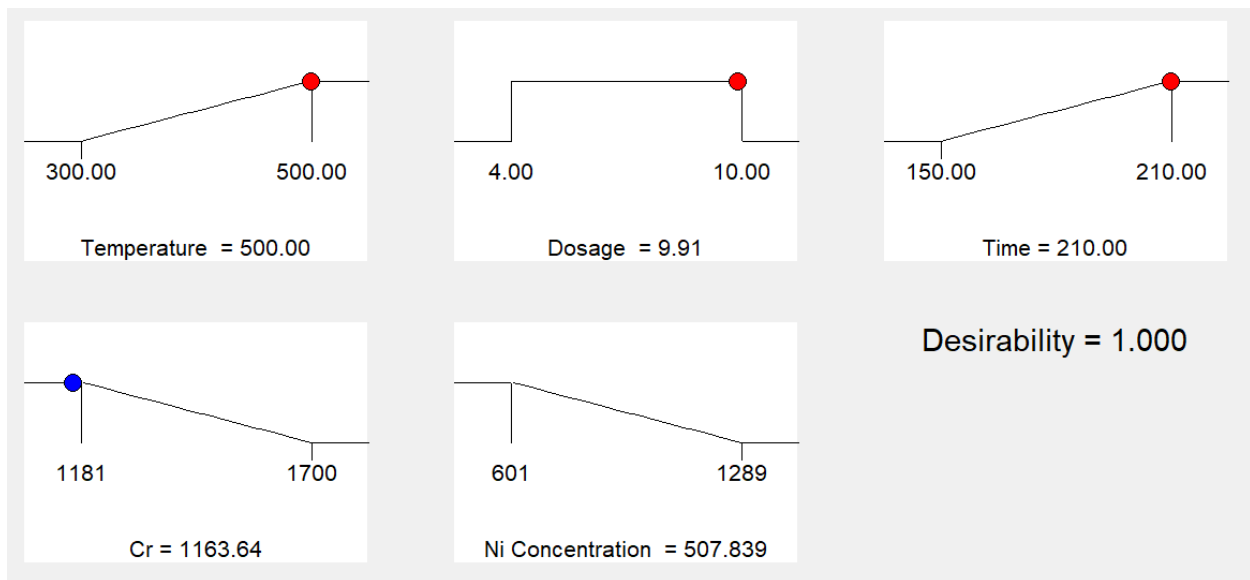 300.00 500.00
Temperature = 500.00
4.00 10.00
Dosage = 9.91
150.00 210.00
Time = 210.00
1181 1700
Cr = 1163.64
601 1289
Ni Concentration = 507.839
Desirability = 1.000